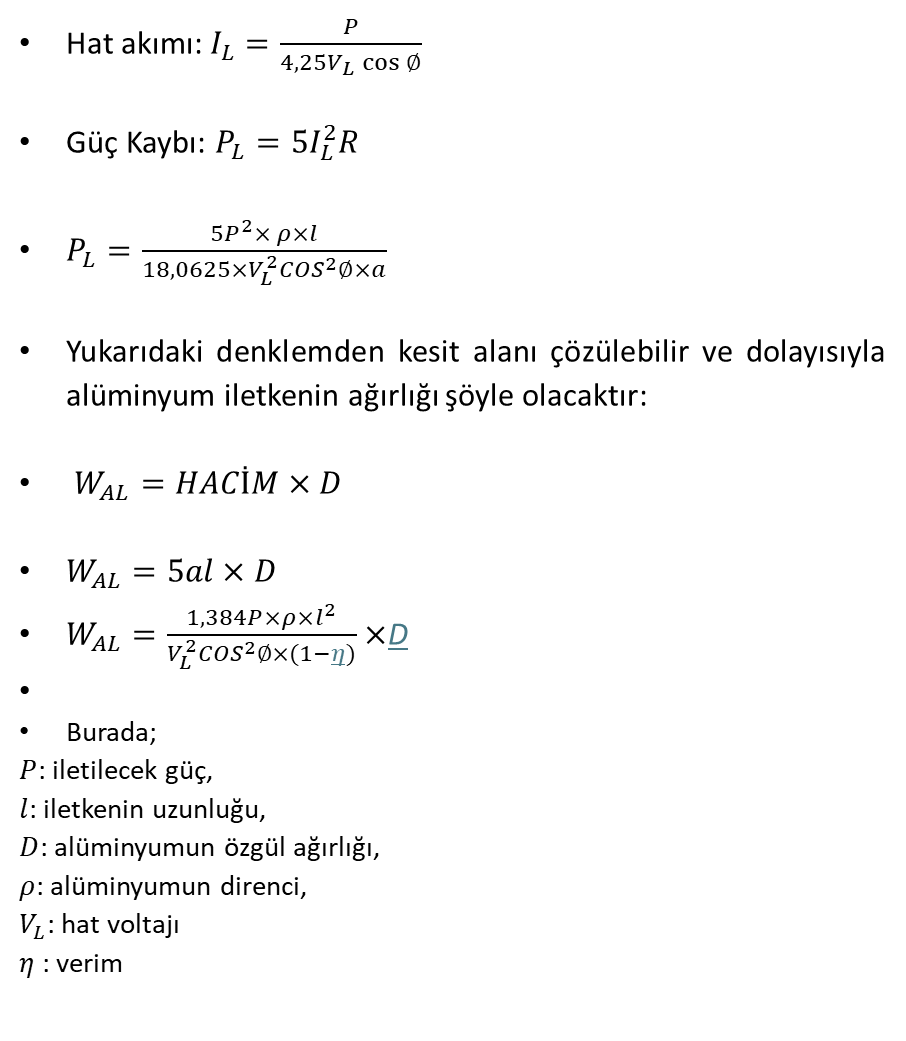 • Hat akımı: I_L = P / (4,25V_L cos ∅)
• Güç Kaybı: P_L = 5I_L^2 R
• P_L = (5P^2 × ρ×l) / (18,0625×V_L^2 COS^2∅×a)
• Yukarıdaki denklemden kesit alanı çözülebilir ve dolayısıyla
alüminyum iletkenin ağırlığı şöyle olacaktır:
• W_AL = HACİM × D
• W_AL = 5al × D
• W_AL = (1,384P×ρ×l^2) / (V_L^2 COS^2∅×(1−η)) ×D
•
• Burada;
P: iletilecek güç,
l: iletkenin uzunluğu,
D: alüminyumun özgül ağırlığı,
ρ: alüminyumun direnci,
V_L: hat voltajı
η : verim